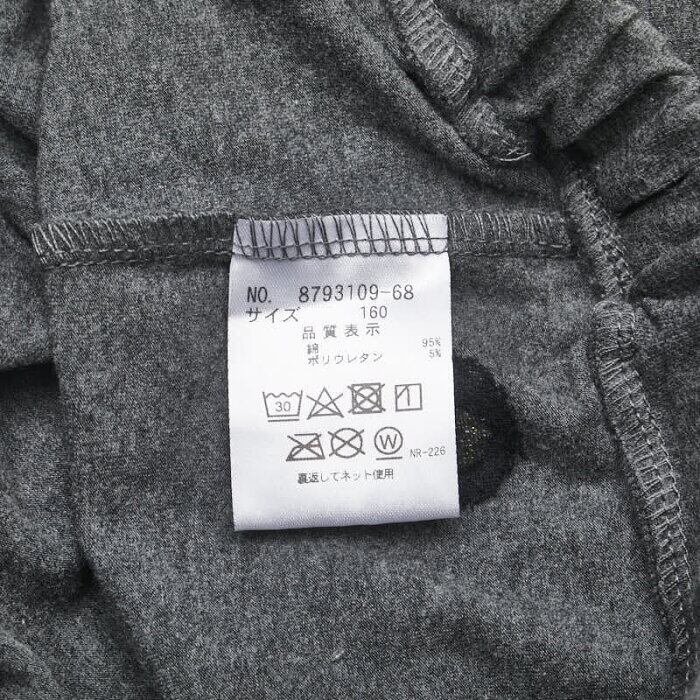 NO. 8793109-68
サイズ 160
品質表示
綿 95%
ポリウレタン 5%
30
W NR-226
裏返してネット使用